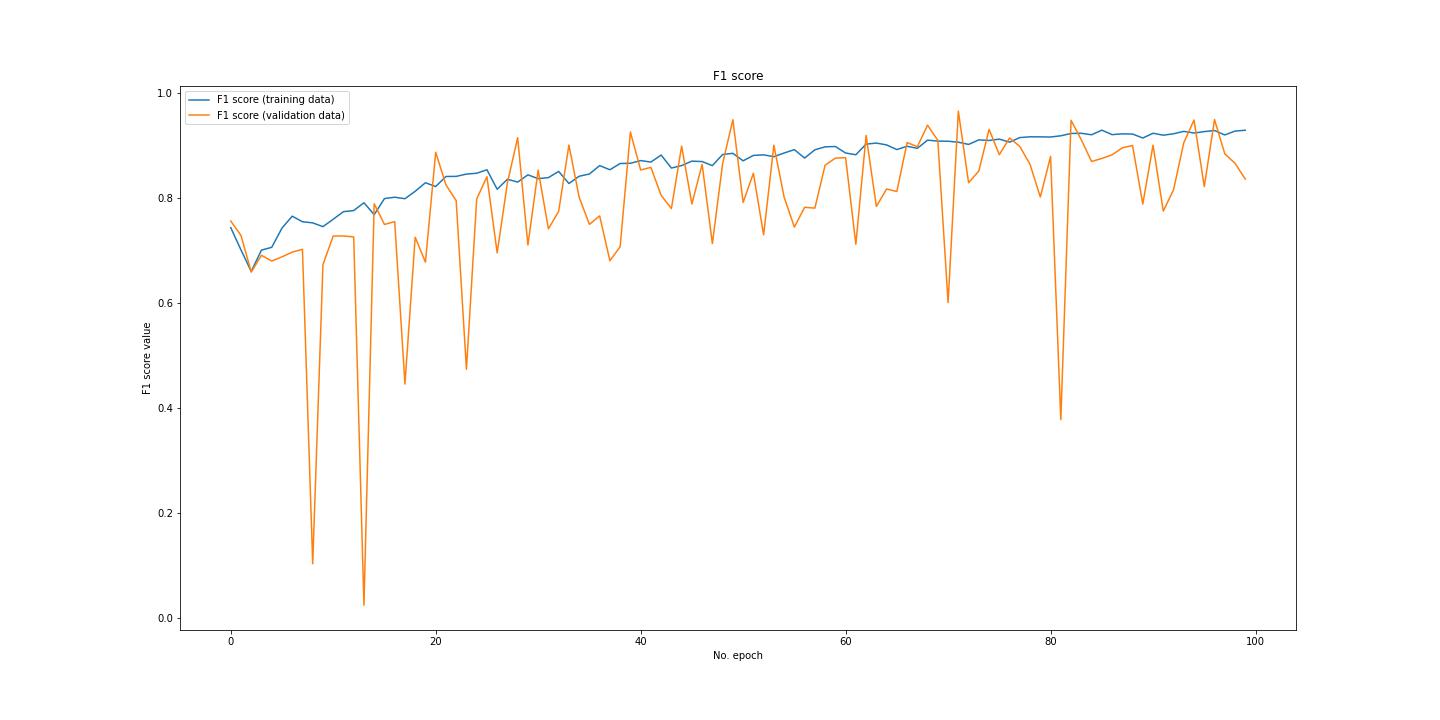 F1 score
F1 score (training data)
F1 score (validation data)
1.0
0.8
0.6
0.4
0.2
0.0
F1 score value
0 20 40 60 80 100
No. epoch